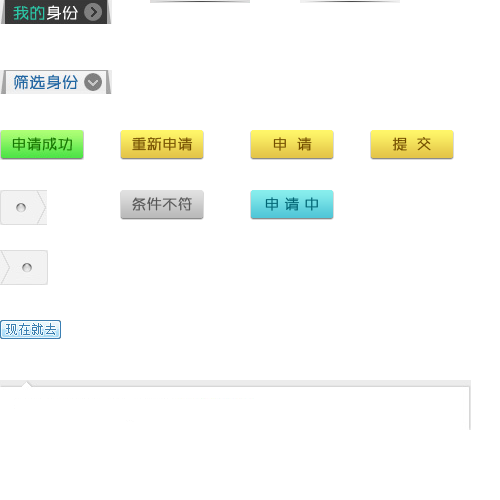 我的身份
筛选身份
申请成功
重新申请
申 请
提 交
条件不符
申 请 中
现在就去